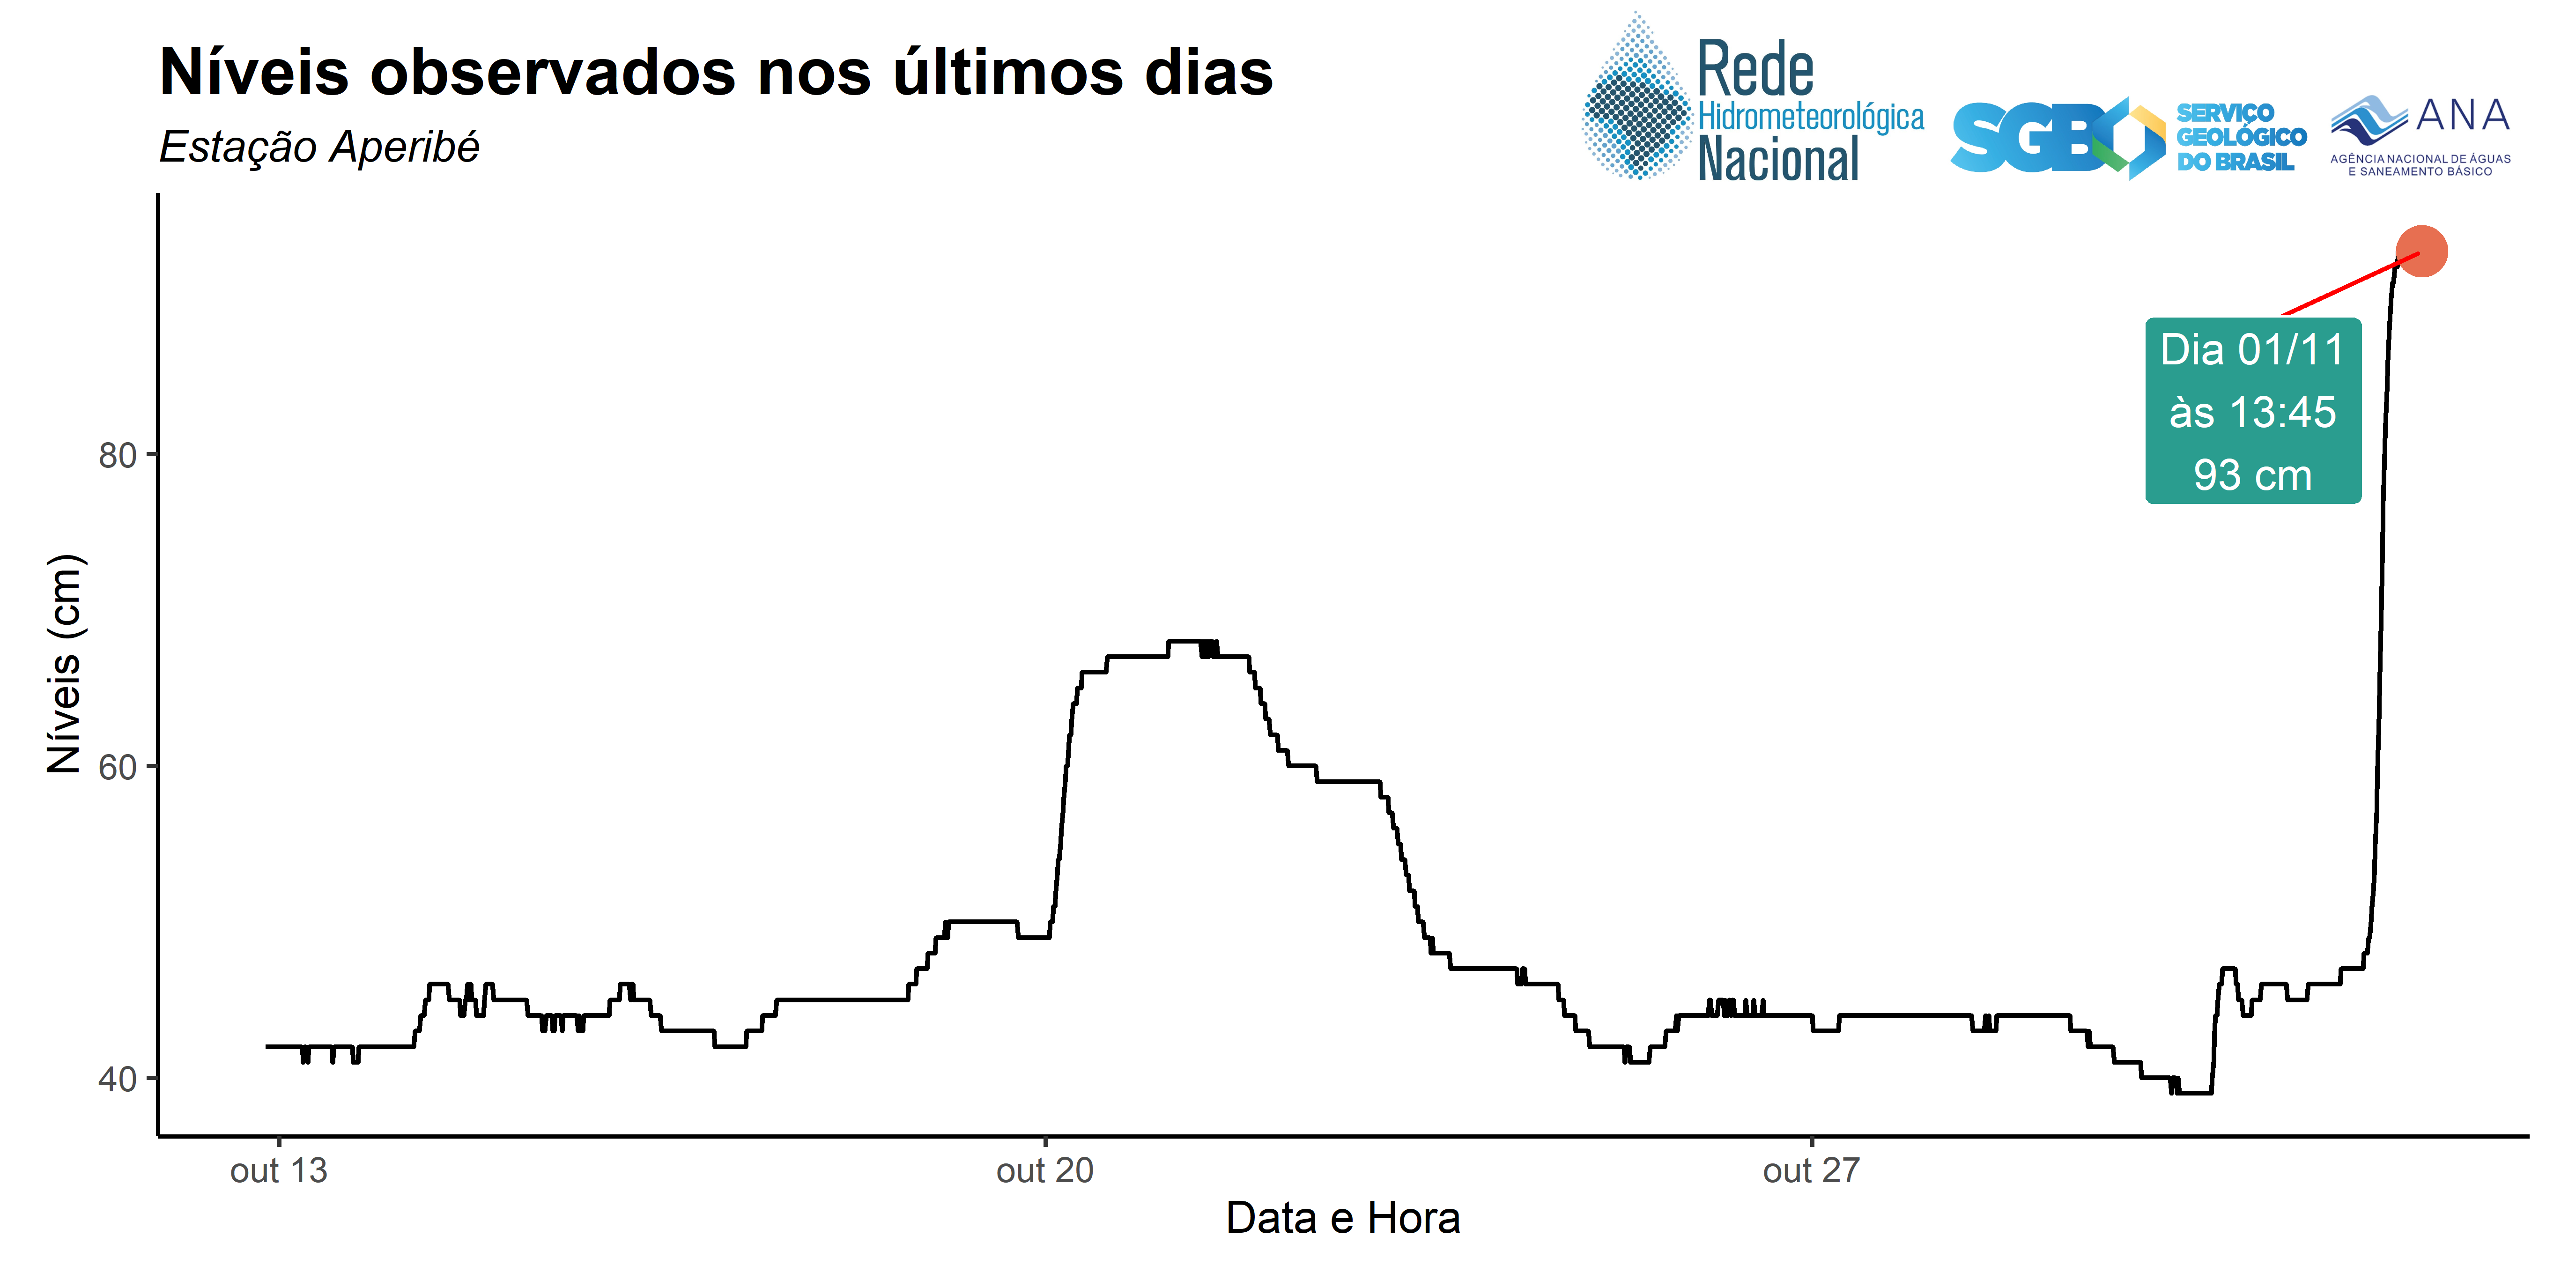 Níveis observados nos últimos dias
Estação Aperibé
Rede
Hidrometeorológica
Nacional
SGB
SERVIÇO
GEOLÓGICO
DO BRASIL
ANA
AGÊNCIA NACIONAL DE ÁGUAS
E SANEAMENTO BÁSICO
Dia 01/11
às 13:45
93 cm
Níveis (cm)
80
60
40
out 13
out 20
out 27
Data e Hora